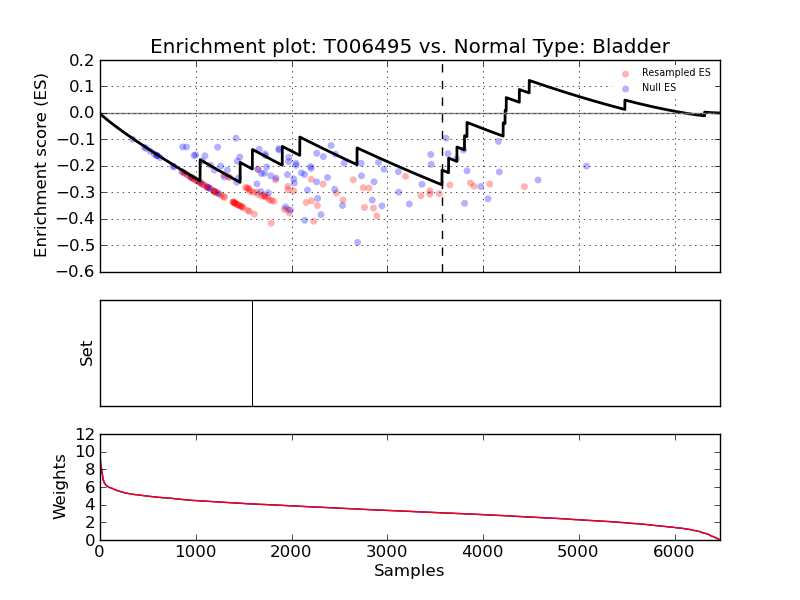 Enrichment plot: T006495 vs. Normal Type: Bladder
Enrichment score (ES)
0.2
0.1
0.0
−0.1
−0.2
−0.3
−0.4
−0.5
−0.6
Resampled ES
Null ES
Set
Weights
12
10
8
6
4
2
0
0 1000 2000 3000 4000 5000 6000
Samples